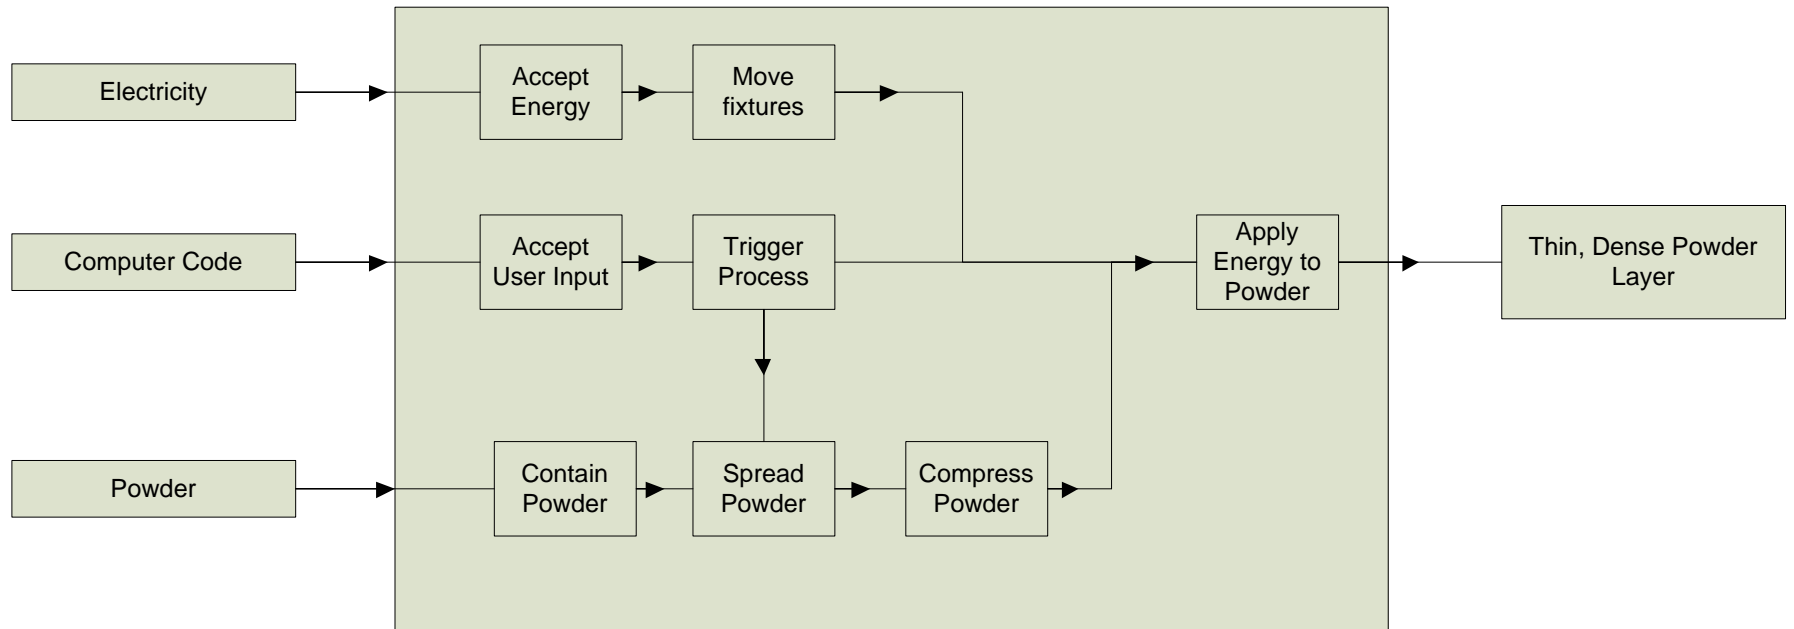 Electricity
Accept
Energy
Move
fixtures
Computer Code
Accept
User Input
Trigger
Process
Apply
Energy to
Powder
Thin, Dense Powder
Layer
Powder
Contain
Powder
Spread
Powder
Compress
Powder